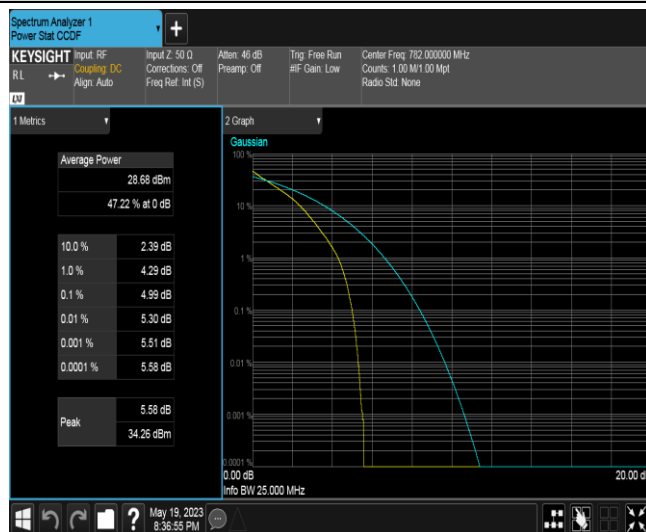 Spectrum Analyzer 1
Power Stat CCDF
+
KEYSIGHT
RL
LXI
Input: RF
Coupling: DC
Align: Auto
Input Z: 50 Ω
Corrections: Off
Freq Ref: Int (S)
Atten: 46 dB
Preamp: Off
Trig: Free Run
#IF Gain: Low
Center Freq: 782.000000 MHz
Counts: 1.00 M/1.00 Mpt
Radio Std: None
1 Metrics
Average Power
28.68 dBm
47.22 % at 0 dB
10.0 % 2.39 dB
1.0 % 4.29 dB
0.1 % 4.99 dB
0.01 % 5.30 dB
0.001 % 5.51 dB
0.0001 % 5.58 dB
Peak
5.58 dB
34.26 dBm
2 Graph
Gaussian
100 %
10 %
1 %
0.1 %
0.01 %
0.001 %
0.0001 %
0.00 dB
20.00 d
Info BW 25.000 MHz
?
May 19, 2023
8:36:55 PM